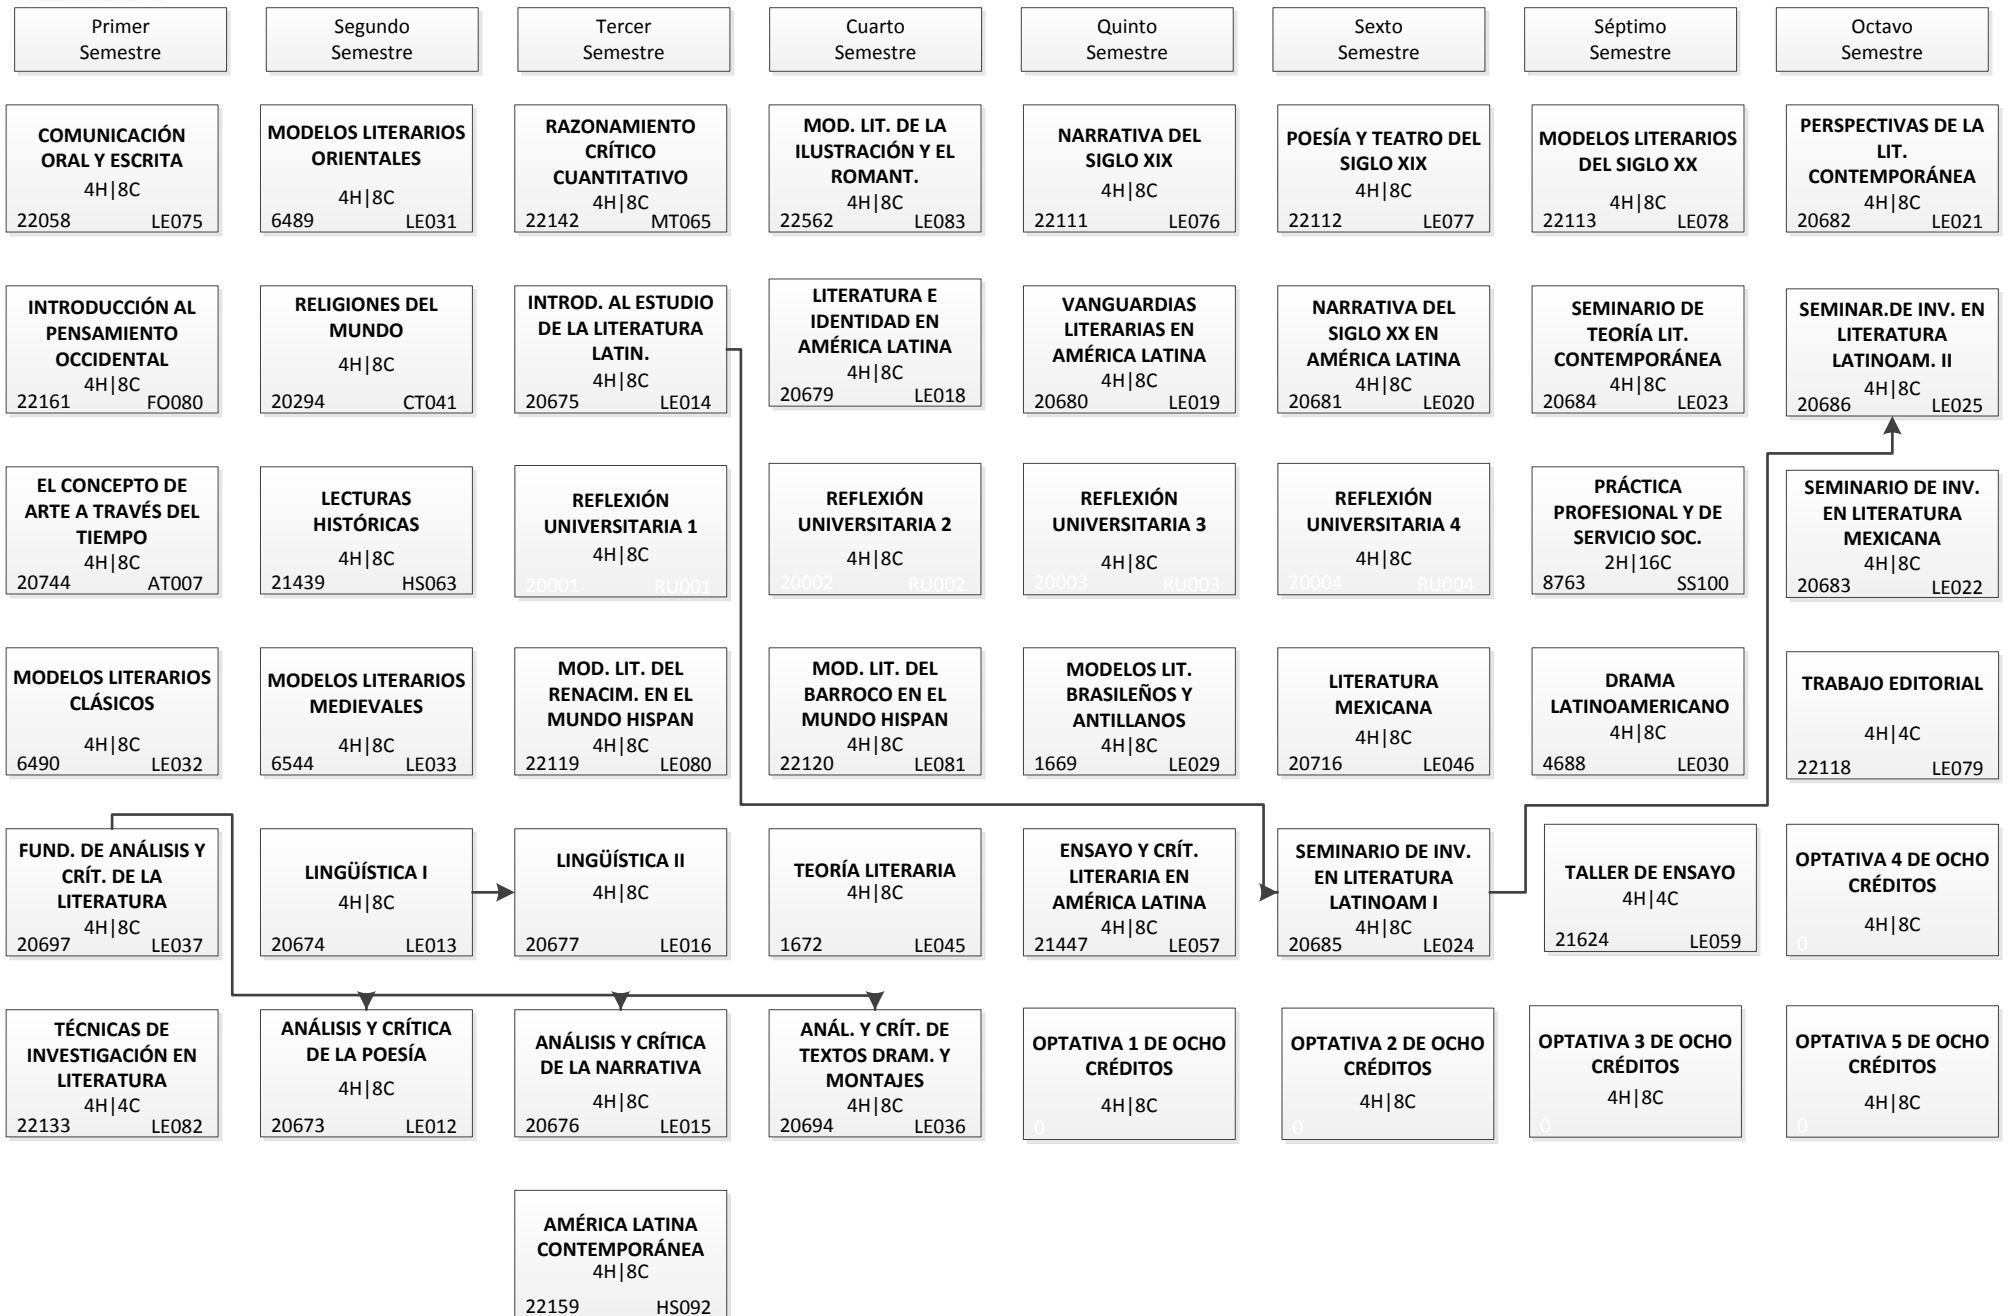 Primer
Semestre
Segundo
Semestre
Tercer
Semestre
Cuarto
Semestre
Quinto
Semestre
Sexto
Semestre
Séptimo
Semestre
Octavo
Semestre
COMUNICACIÓN
ORAL Y ESCRITA
4H|8C
22058 LE075
MODELOS LITERARIOS
ORIENTALES
4H|8C
6489 LE031
RAZONAMIENTO
CRÍTICO
CUANTITATIVO
4H|8C
22142 MT065
MOD. LIT. DE LA
ILUSTRACIÓN Y EL
ROMANT.
4H|8C
22562 LE083
NARRATIVA DEL
SIGLO XIX
4H|8C
22111 LE076
POESÍA Y TEATRO DEL
SIGLO XIX
4H|8C
22112 LE077
MODELOS LITERARIOS
DEL SIGLO XX
4H|8C
22113 LE078
PERSPECTIVAS DE LA
LIT.
CONTEMPORÁNEA
4H|8C
20682 LE021
INTRODUCCIÓN AL
PENSAMIENTO
OCCIDENTAL
4H|8C
22161 FO080
RELIGIONES DEL
MUNDO
4H|8C
20294 CT041
INTROD. AL ESTUDIO
DE LA LITERATURA
LATIN.
4H|8C
20675 LE014
LITERATURA E
IDENTIDAD EN
AMÉRICA LATINA
4H|8C
20679 LE018
VANGUARDIAS
LITERARIAS EN
AMÉRICA LATINA
4H|8C
20680 LE019
NARRATIVA DEL
SIGLO XX EN
AMÉRICA LATINA
4H|8C
20681 LE020
SEMINARIO DE
TEORÍA LIT.
CONTEMPORÁNEA
4H|8C
20684 LE023
SEMINAR.DE INV. EN
LITERATURA
LATINOAM. II
4H|8C
20686 LE025
EL CONCEPTO DE
ARTE A TRAVÉS DEL
TIEMPO
4H|8C
20744 AT007
LECTURAS
HISTÓRICAS
4H|8C
21439 HS063
REFLEXIÓN
UNIVERSITARIA 1
4H|8C
20001 RU001
REFLEXIÓN
UNIVERSITARIA 2
4H|8C
20002 RU002
REFLEXIÓN
UNIVERSITARIA 3
4H|8C
20003 RU003
REFLEXIÓN
UNIVERSITARIA 4
4H|8C
20004 RU004
PRÁCTICA
PROFESIONAL Y DE
SERVICIO SOC.
2H|16C
8763 SS100
SEMINARIO DE INV.
EN LITERATURA
MEXICANA
4H|8C
20683 LE022
MODELOS LITERARIOS
CLÁSICOS
4H|8C
6490 LE032
MODELOS LITERARIOS
MEDIEVALES
4H|8C
6544 LE033
MOD. LIT. DEL
RENACIM. EN EL
MUNDO HISPAN
4H|8C
22119 LE080
MOD. LIT. DEL
BARROCO EN EL
MUNDO HISPAN
4H|8C
22120 LE081
MODELOS LIT.
BRASILEÑOS Y
ANTILLANOS
4H|8C
1669 LE029
LITERATURA
MEXICANA
4H|8C
20716 LE046
DRAMA
LATINOAMERICANO
4H|8C
4688 LE030
TRABAJO EDITORIAL
4H|4C
22118 LE079
FUND. DE ANÁLISIS Y
CRÍT. DE LA
LITERATURA
4H|8C
20697 LE037
LINGÜÍSTICA I
4H|8C
20674 LE013
LINGÜÍSTICA II
4H|8C
20677 LE016
TEORÍA LITERARIA
4H|8C
1672 LE045
ENSAYO Y CRÍT.
LITERARIA EN
AMÉRICA LATINA
4H|8C
21447 LE057
SEMINARIO DE INV.
EN LITERATURA
LATINOAM I
4H|8C
20685 LE024
TALLER DE ENSAYO
4H|4C
21624 LE059
OPTATIVA 4 DE OCHO
CRÉDITOS
4H|8C
0
TÉCNICAS DE
INVESTIGACIÓN EN
LITERATURA
4H|4C
22133 LE082
ANÁLISIS Y CRÍTICA
DE LA POESÍA
4H|8C
20673 LE012
ANÁLISIS Y CRÍTICA
DE LA NARRATIVA
4H|8C
20676 LE015
ANÁL. Y CRÍT. DE
TEXTOS DRAM. Y
MONTAJES
4H|8C
20694 LE036
OPTATIVA 1 DE OCHO
CRÉDITOS
4H|8C
0
OPTATIVA 2 DE OCHO
CRÉDITOS
4H|8C
0
OPTATIVA 3 DE OCHO
CRÉDITOS
4H|8C
0
OPTATIVA 5 DE OCHO
CRÉDITOS
4H|8C
0
AMÉRICA LATINA
CONTEMPORÁNEA
4H|8C
22159 HS092